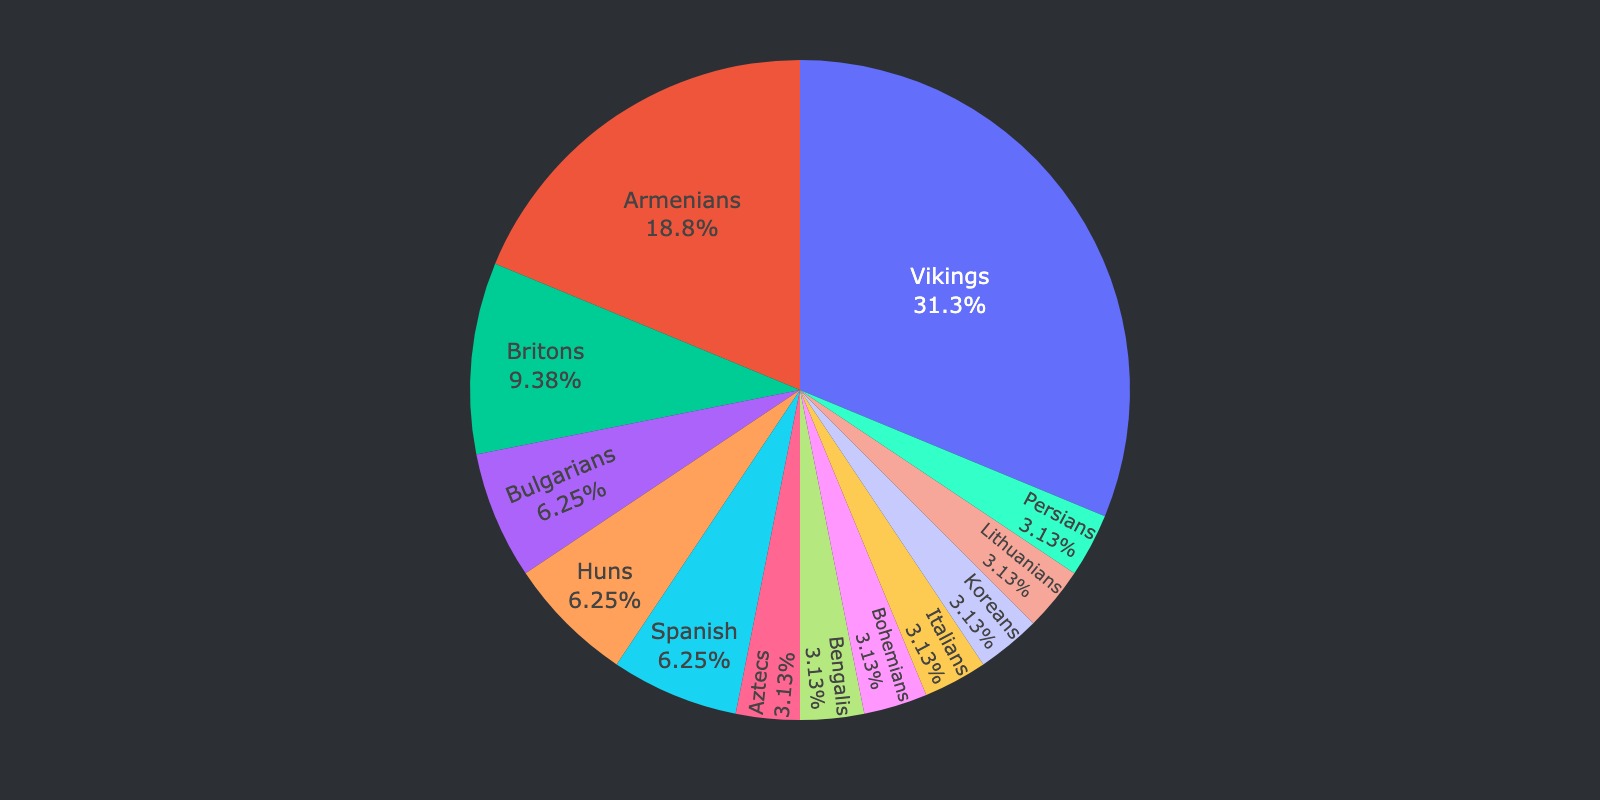 Armenians
18.8%
Vikings
31.3%
Britons
9.38%
Bulgarians
6.25%
Huns
6.25%
Spanish
6.25%
Aztecs
3.13%
Bengalis
3.13%
Bohemians
3.13%
Italians
3.13%
Koreans
3.13%
Lithuanians
3.13%
Persians
3.13%